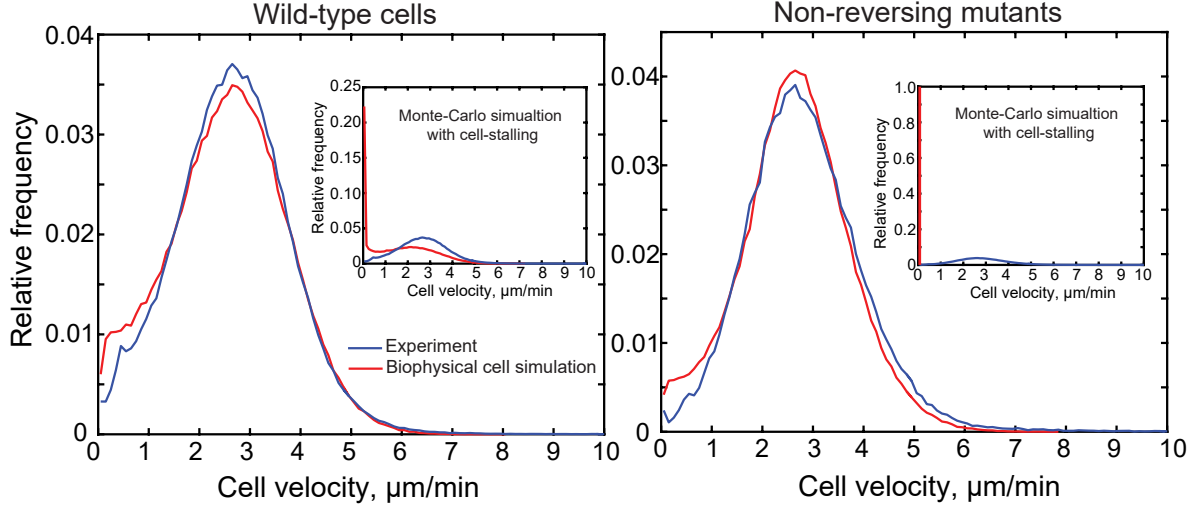 Wild-type cells
0.04
0.03
0.02
0.01
0
Relative frequency
0 1 2 3 4 5 6 7 8 9 10
Cell velocity, µm/min
Experiment
Biophysical cell simulation
0.25
0.20
0.15
0.10
0.05
0
Relative frequency
Monte-Carlo simualtion
with cell-stalling
0 1 2 3 4 5 6 7 8 9 10
Cell velocity, µm/min
Non-reversing mutants
0.04
0.03
0.02
0.01
0
0 1 2 3 4 5 6 7 8 9 10
Cell velocity, µm/min
1.0
0.8
0.6
0.4
0.2
0.0
Relative frequency
Monte-Carlo simualtion
with cell-stalling
0 1 2 3 4 5 6 7 8 9 10
Cell velocity, µm/min